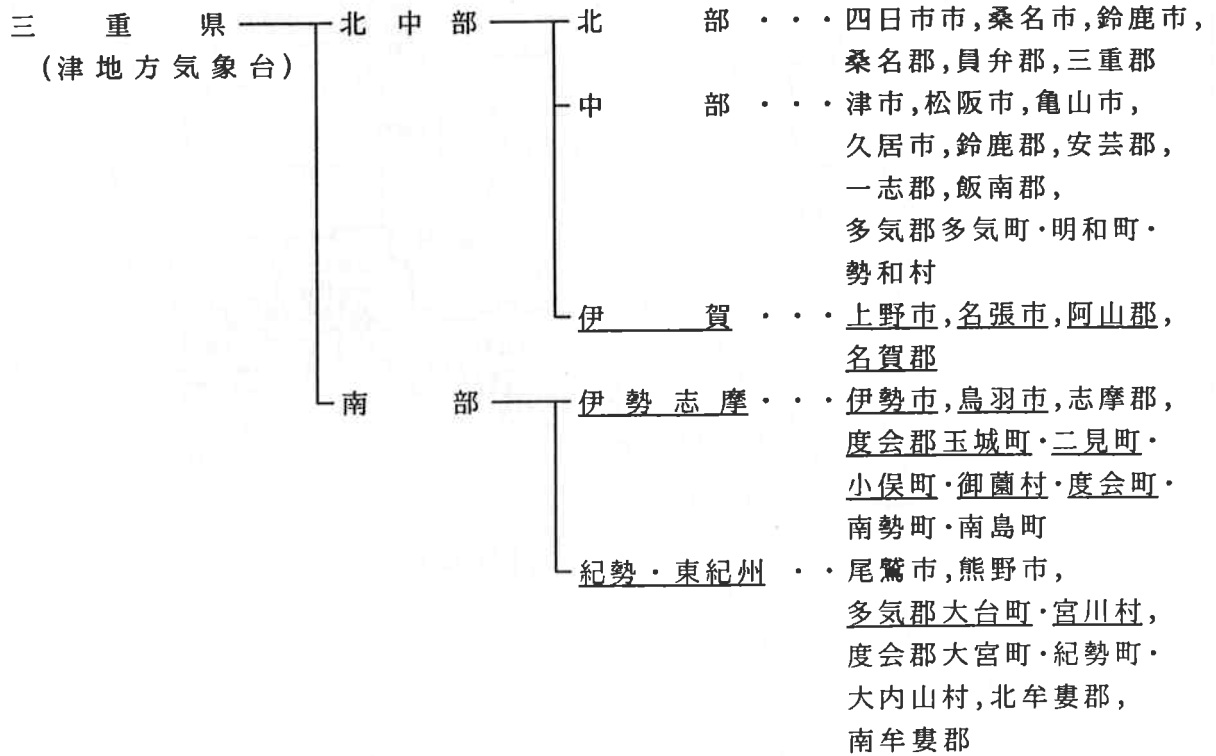 三重県 北中部 北部・・・四日市市,桑名市,鈴鹿市,
(津地方気象台) 桑名郡,員弁郡,三重郡
中部・・・津市,松阪市,亀山市,
久居市,鈴鹿郡,安芸郡,
一志郡,飯南郡,
多気郡多気町・明和町・
勢和村
伊賀・・・上野市,名張市,阿山郡,
名賀郡
南部 伊勢志摩・・・伊勢市,鳥羽市,志摩郡,
度会郡玉城町・二見町・
小俣町・御薗村・度会町・
南勢町・南島町
紀勢・東紀州・・尾鷲市,熊野市,
多気郡大台町・宮川村,
度会郡大宮町・紀勢町・
大内山村,北牟婁郡,
南牟婁郡